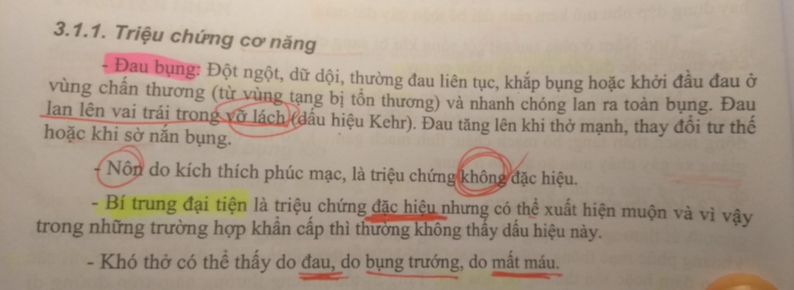 3.1.1. Triệu chứng cơ năng
- Đau bụng: Đột ngột, dữ dội, thường đau liên tục, khắp bụng hoặc khởi đầu đau ở
vùng chấn thương (từ vùng tạng bị tổn thương) và nhanh chóng lan ra toàn bụng. Đau
lan lên vai trái trong vỡ lách (dấu hiệu Kehr). Đau tăng lên khi thở mạnh, thay đổi tư thế
hoặc khi sờ nắn bụng.
- Nôn do kích thích phúc mạc, là triệu chứng không đặc hiệu.
- Bí trung đại tiện là triệu chứng đặc hiệu nhưng có thể xuất hiện muộn và vì vậy
trong những trường hợp khẩn cấp thì thường không thấy dấu hiệu này.
- Khó thở có thể thấy do đau, do bụng trướng, do mất máu.